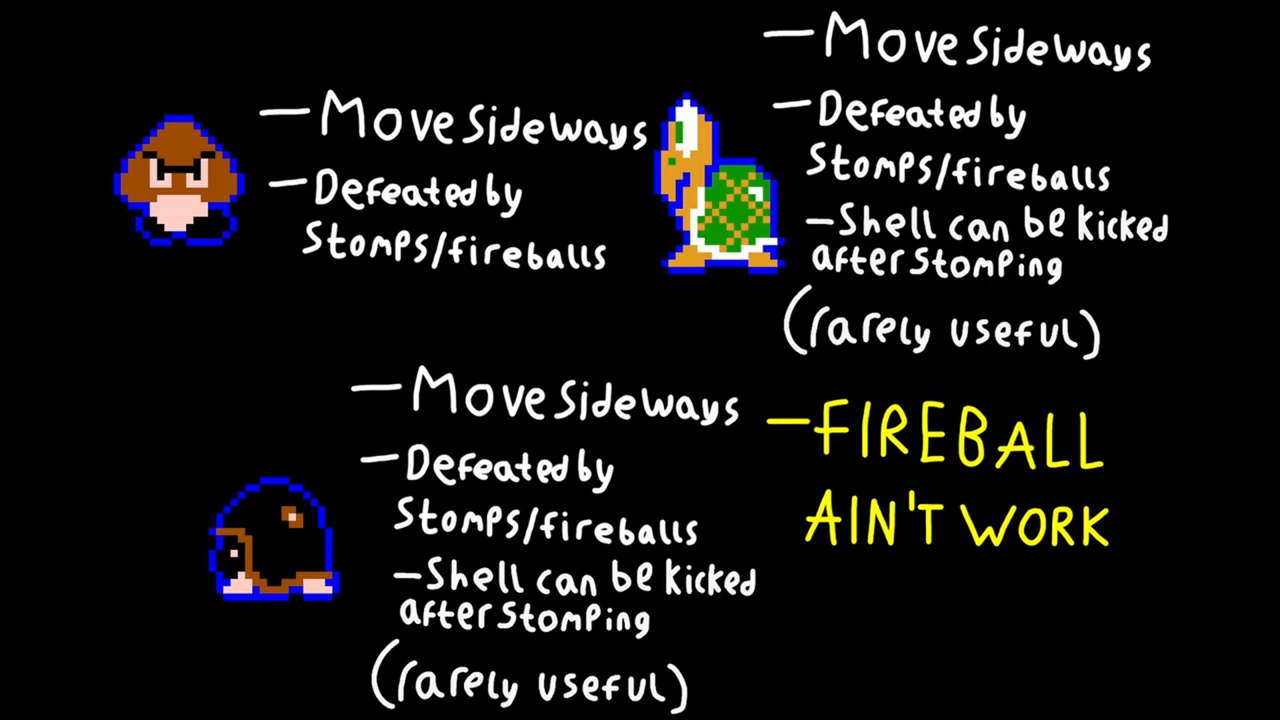 - Move sideways
- Defeated by
Stomps/fireballs
- Move sideways
- Defeated by
Stomps/fireballs
- Shell can be kicked
after stomping
(rarely useful)
- Move sideways
- Defeated by
Stomps/fireballs
- Shell can be kicked
after stomping
(rarely useful)
- FIREBALL
AIN'T WORK